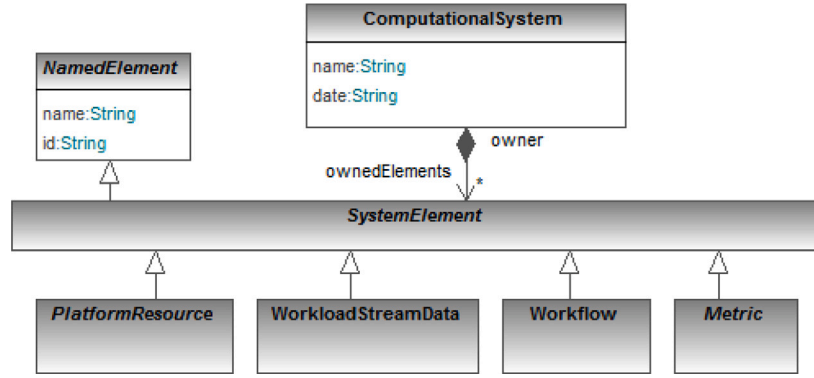 ComputationalSystem
name:String
date:String
NamedElement
name:String
id:String
owner
ownedElements
*
SystemElement
PlatformResource
WorkloadStreamData
Workflow
Metric